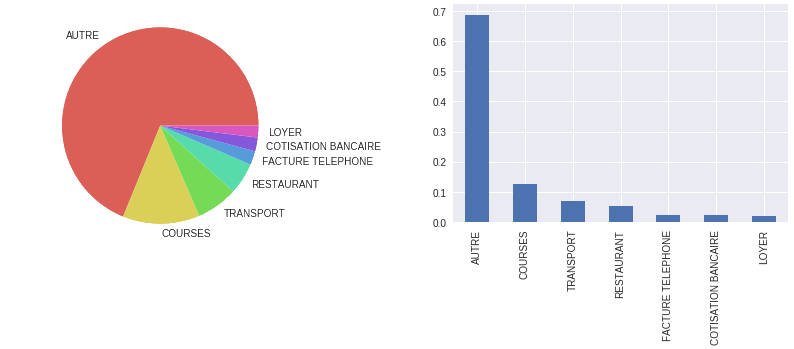 AUTRE
LOYER
COTISATION BANCAIRE
FACTURE TELEPHONE
RESTAURANT
TRANSPORT
COURSES
0.7
0.6
0.5
0.4
0.3
0.2
0.1
0.0
AUTRE
COURSES
TRANSPORT
RESTAURANT
FACTURE TELEPHONE
COTISATION BANCAIRE
LOYER